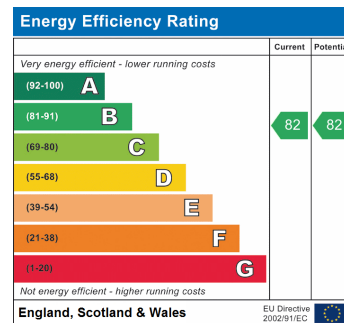 Energy Efficiency Rating
Current Potentia
Very energy efficient - lower running costs
(92-100) A
(81-91) B
(69-80) C
(55-68) D
(39-54) E
(21-38) F
(1-20) G
82 82
Not energy efficient - higher running costs
England, Scotland & Wales
EU Directive
2002/91/EC